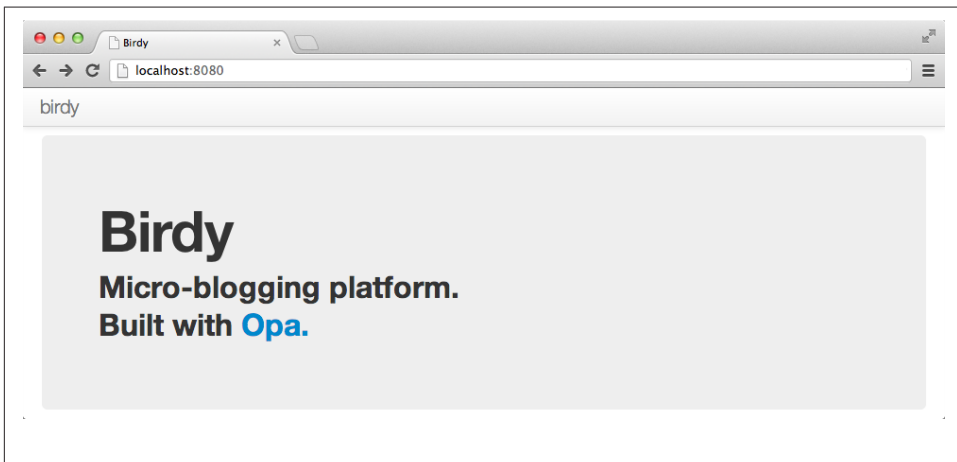 Birdy
localhost:8080
birdy
Birdy
Micro-blogging platform.
Built with Opa.